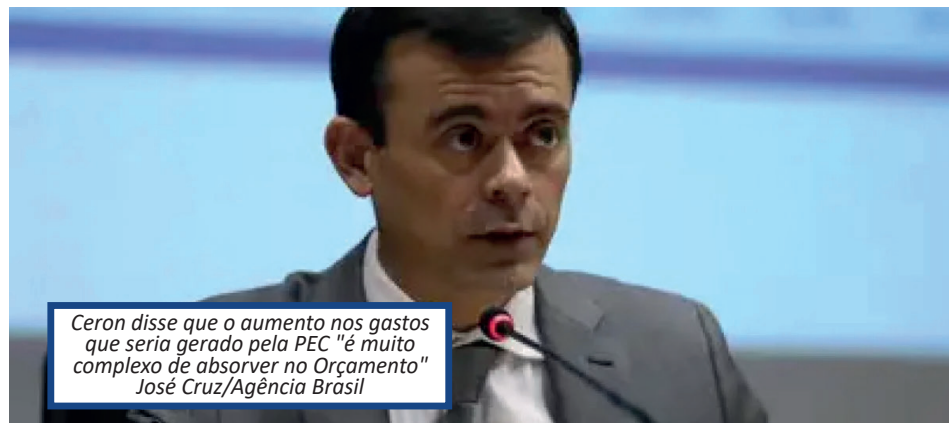 Ceron disse que o aumento nos gastos
que seria gerado pela PEC "é muito
complexo de absorver no Orçamento"
José Cruz/Agência Brasil